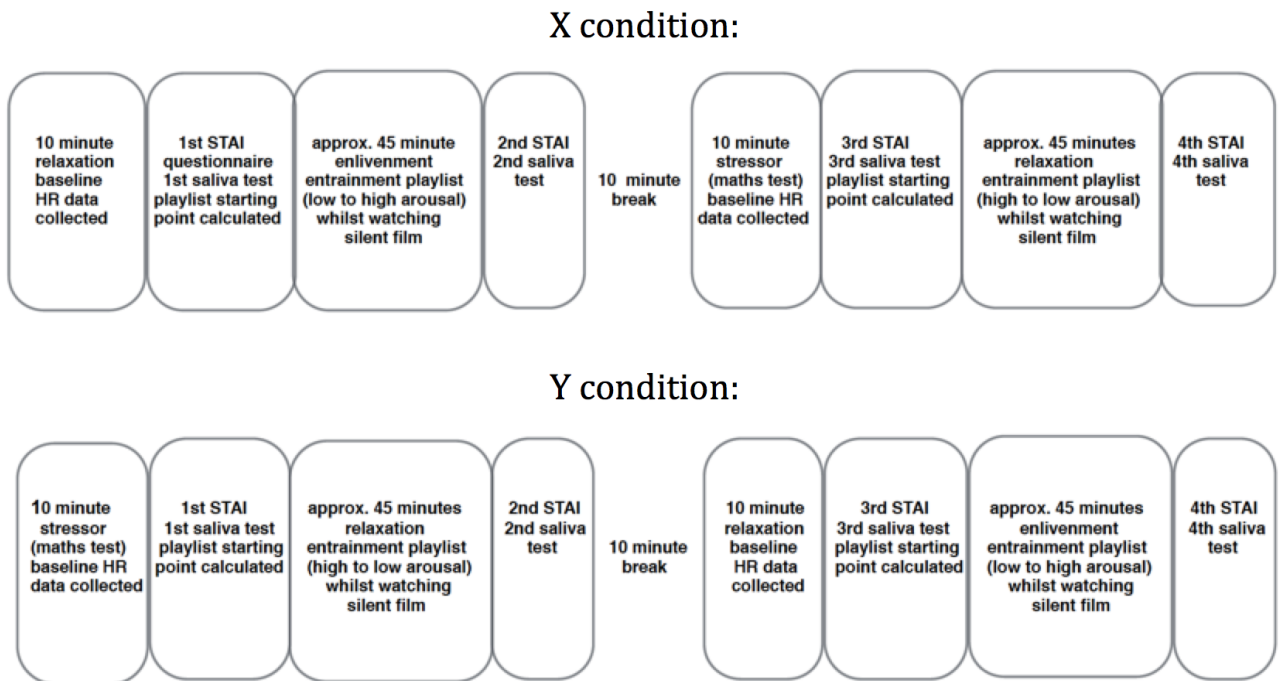 X condition:
10 minute
relaxation
baseline
HR data
collected
1st STAI
questionnaire
1st saliva test
playlist starting
point calculated
approx. 45 minute
enlivenment
entrainment playlist
(low to high arousal)
whilst watching
silent film
2nd STAI
2nd saliva
test
10 minute
break
10 minute
stressor
(maths test)
baseline HR
data collected
3rd STAI
3rd saliva test
playlist starting
point calculated
approx. 45 minutes
relaxation
entrainment playlist
(high to low arousal)
whilst watching
silent film
4th STAI
4th saliva
test
Y condition:
10 minute
stressor
(maths test)
baseline HR
data collected
1st STAI
1st saliva test
playlist starting
point calculated
approx. 45 minutes
relaxation
entrainment playlist
(high to low arousal)
whilst watching
silent film
2nd STAI
2nd saliva
test
10 minute
break
10 minute
relaxation
baseline
HR data
collected
3rd STAI
3rd saliva test
playlist starting
point calculated
approx. 45 minutes
enlivenment
entrainment playlist
(low to high arousal)
whilst watching
silent film
4th STAI
4th saliva
test